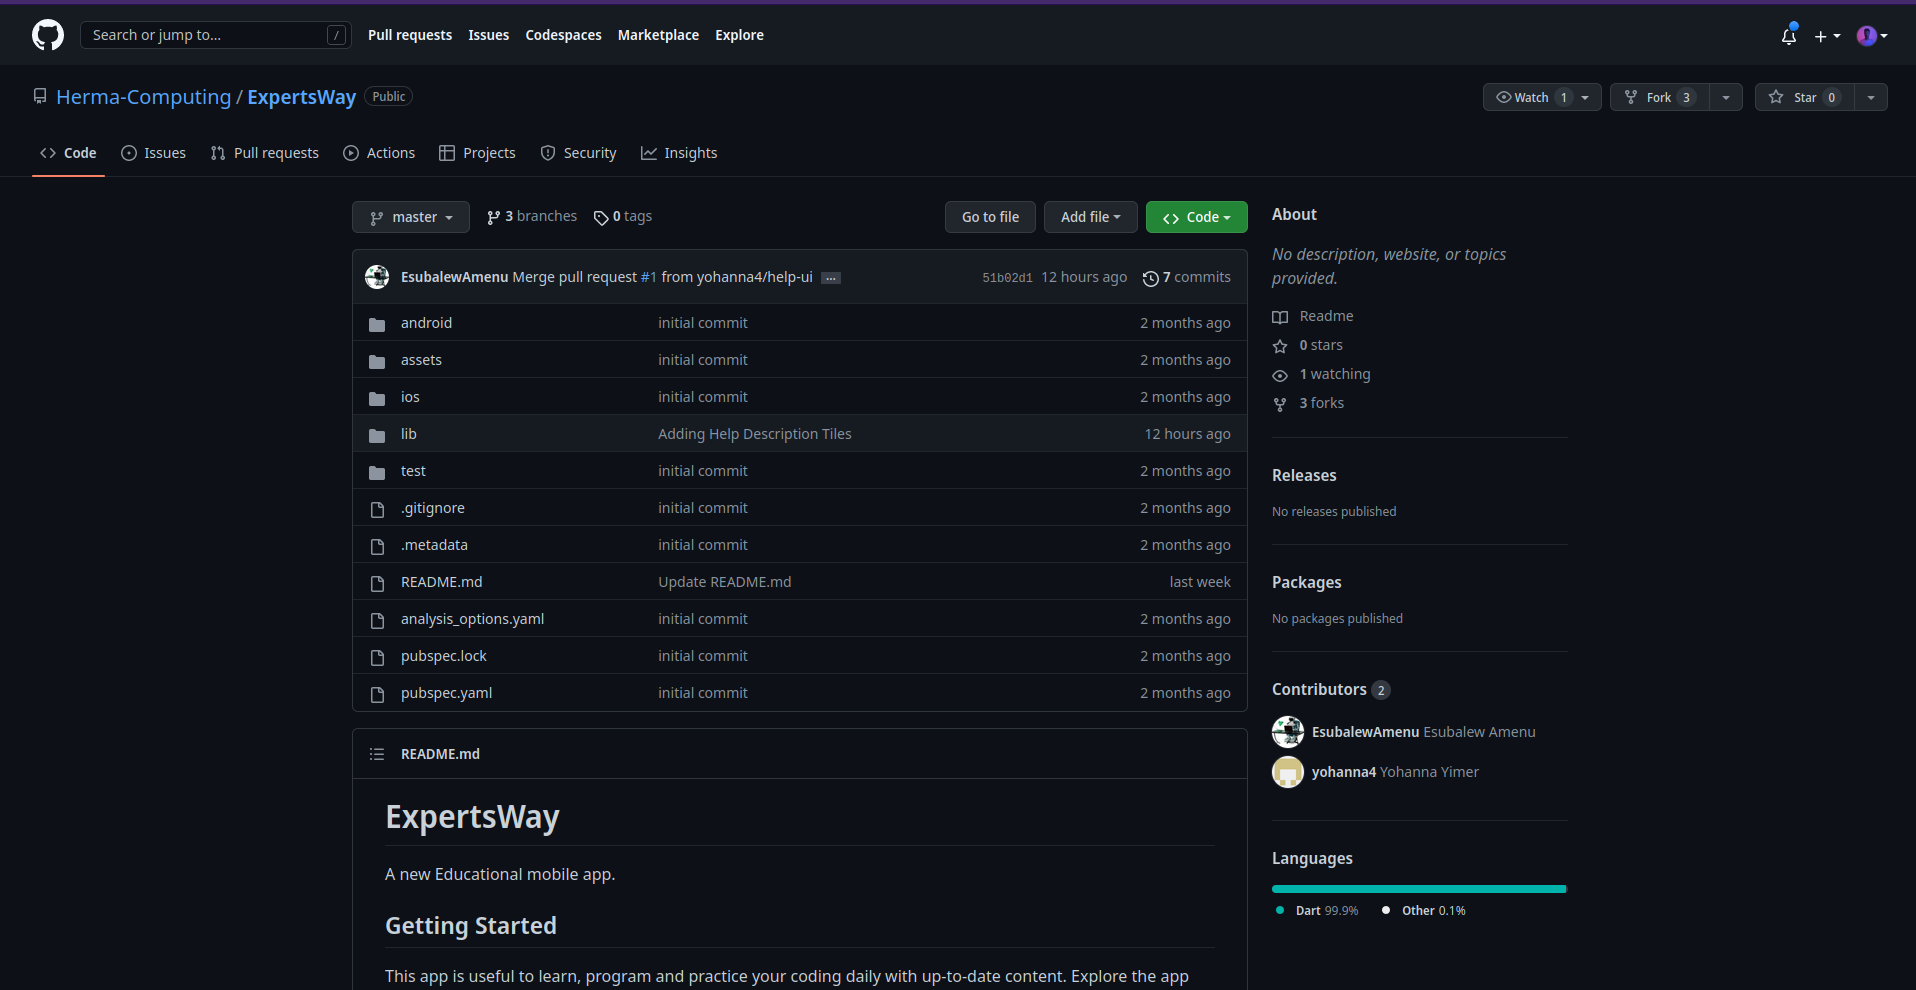 Search or jump to... /
Pull requests Issues Codespaces Marketplace Explore
Herma-Computing / ExpertsWay Public
Watch 1 Fork 3 Star 0
Code Issues Pull requests Actions Projects Security Insights
master 3 branches 0 tags Go to file Add file Code
EsubalewAmenu Merge pull request #1 from yohanna4/help-ui ... 51b02d1 12 hours ago 7 commits
android initial commit 2 months ago
assets initial commit 2 months ago
ios initial commit 2 months ago
lib Adding Help Description Tiles 12 hours ago
test initial commit 2 months ago
.gitignore initial commit 2 months ago
.metadata initial commit 2 months ago
README.md Update README.md last week
analysis_options.yaml initial commit 2 months ago
pubspec.lock initial commit 2 months ago
pubspec.yaml initial commit 2 months ago
README.md
ExpertsWay
A new Educational mobile app.
Getting Started
This app is useful to learn, program and practice your coding daily with up-to-date content. Explore the app
About
No description, website, or topics
provided.
Readme
0 stars
1 watching
3 forks
Releases
No releases published
Packages
No packages published
Contributors 2
EsubalewAmenu Esubalew Amenu
yohanna4 Yohanna Yimer
Languages
Dart 99.9% Other 0.1%